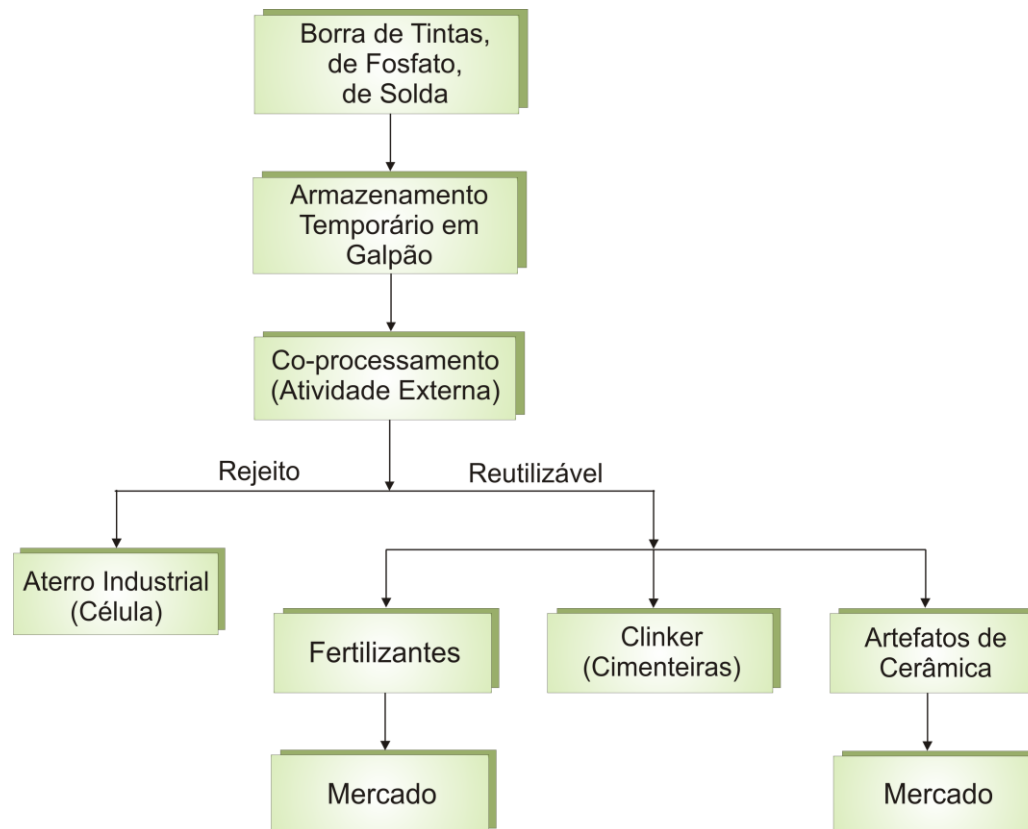 Borra de Tintas,
de Fosfato,
de Solda
Armazenamento
Temporário em
Galpão
Co-processamento
(Atividade Externa)
Rejeito
Reutilizável
Aterro Industrial
(Célula)
Fertilizantes
Clinker
(Cimenteiras)
Artefatos de
Cerâmica
Mercado
Mercado